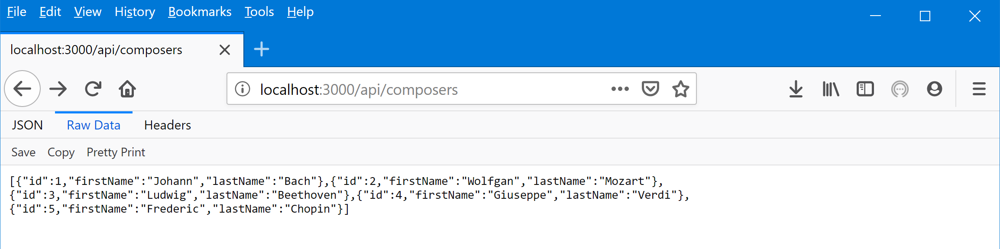 File Edit View History Bookmarks Tools Help
localhost:3000/api/composers
localhost:3000/api/composers
JSON Raw Data Headers
Save Copy Pretty Print
[{"id":1,"firstName":"Johann","lastName":"Bach"},{"id":2,"firstName":"Wolfgan","lastName":"Mozart"},
{"id":3,"firstName":"Ludwig","lastName":"Beethoven"},{"id":4,"firstName":"Giuseppe","lastName":"Verdi"},
{"id":5,"firstName":"Frederic","lastName":"Chopin"}]